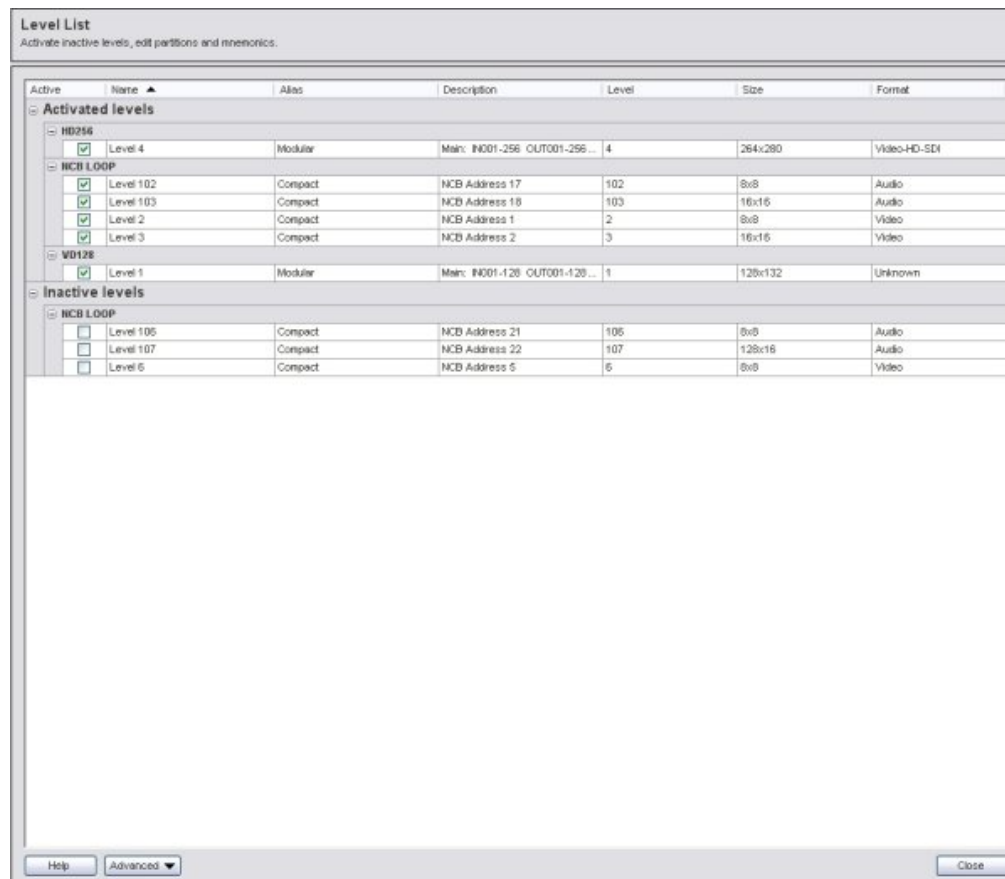 Level List
Activate inactive levels, edit partitions and mnemonics.
Active Name Alias Description Level Size Format
Activated levels
HD256
Level 4 Modular Main: IN001-256 OUT001-256... 4 264x280 Video-HD-SDI
NCB LOOP
Level 102 Compact NCB Address 17 102 8x8 Audio
Level 103 Compact NCB Address 18 103 16x16 Audio
Level 2 Compact NCB Address 1 2 8x8 Video
Level 3 Compact NCB Address 2 3 16x16 Video
VD128
Level 1 Modular Main: IN001-128 OUT001-128... 1 128x132 Unknown
Inactive levels
NCB LOOP
Level 106 Compact NCB Address 21 106 8x8 Audio
Level 107 Compact NCB Address 22 107 128x16 Audio
Level 6 Compact NCB Address 5 6 8x8 Video
Help Advanced Close